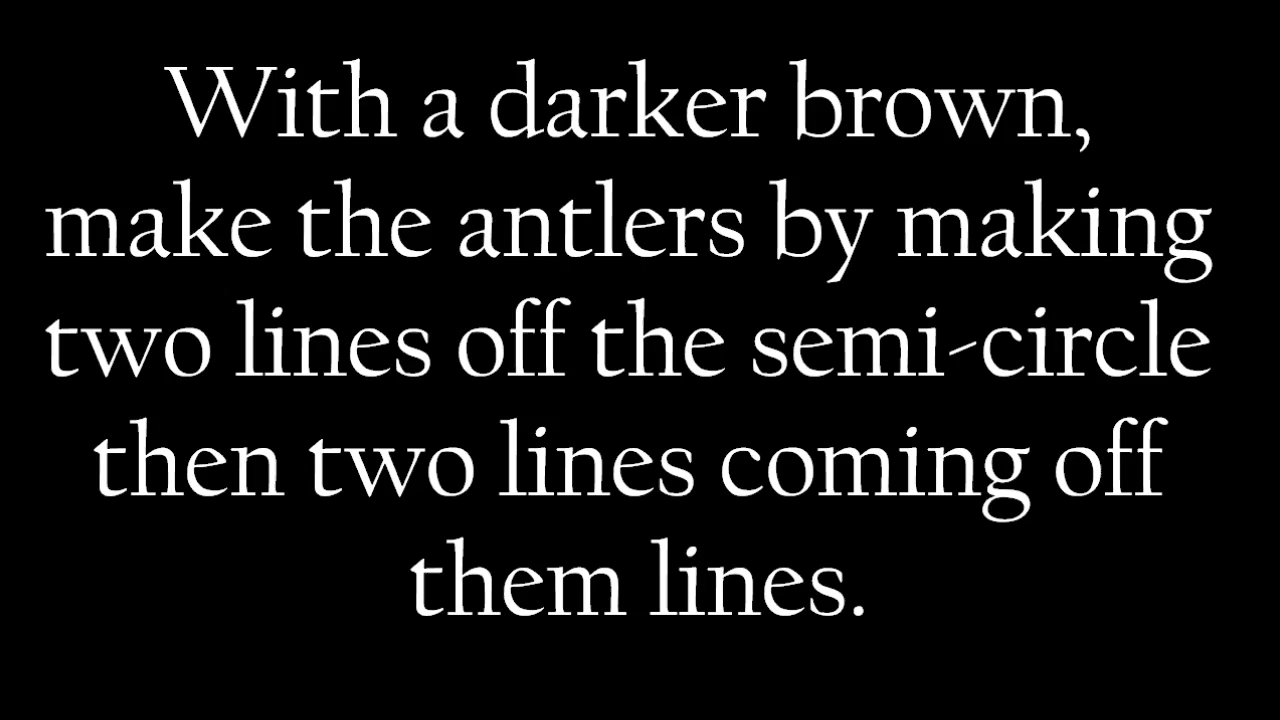 With a darker brown,
make the antlers by making
two lines off the semi-circle
then two lines coming off
them lines.